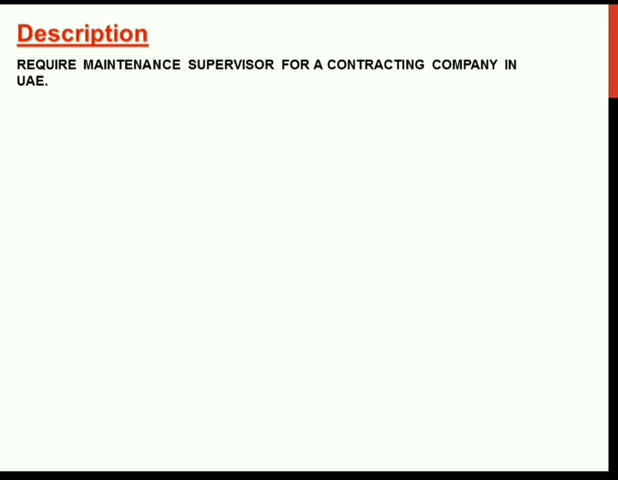 Description
REQUIRE MAINTENANCE SUPERVISOR FOR A CONTRACTING COMPANY IN
UAE.